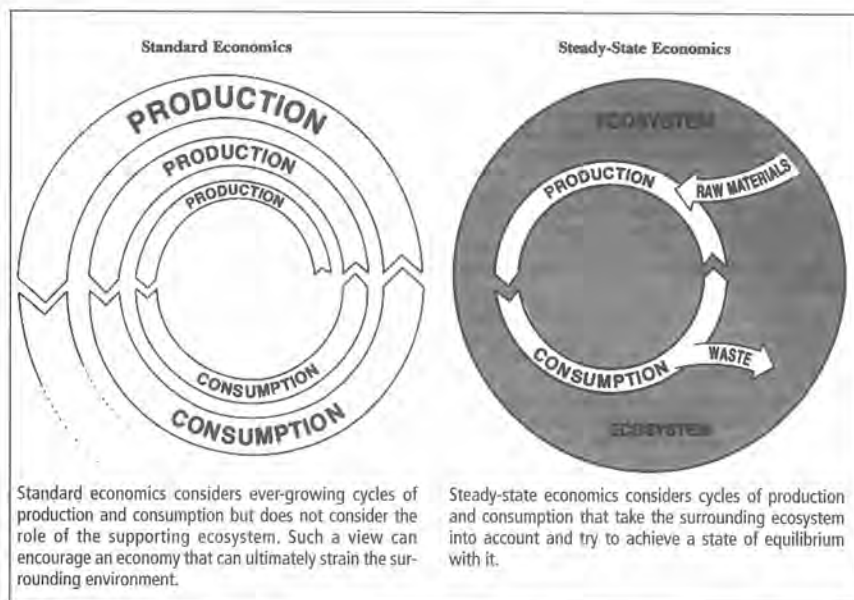 Standard Economics
PRODUCTION
PRODUCTION
PRODUCTION
CONSUMPTION
CONSUMPTION
Standard economics considers ever-growing cycles of
production and consumption but does not consider the
role of the supporting ecosystem. Such a view can
encourage an economy that can ultimately strain the sur-
rounding environment.
Steady-State Economics
ECOSYSTEM
PRODUCTION
RAW MATERIALS
CONSUMPTION
WASTE
ECOSYSTEM
Steady-state economics considers cycles of production
and consumption that take the surrounding ecosystem
into account and try to achieve a state of equilibrium
with it.